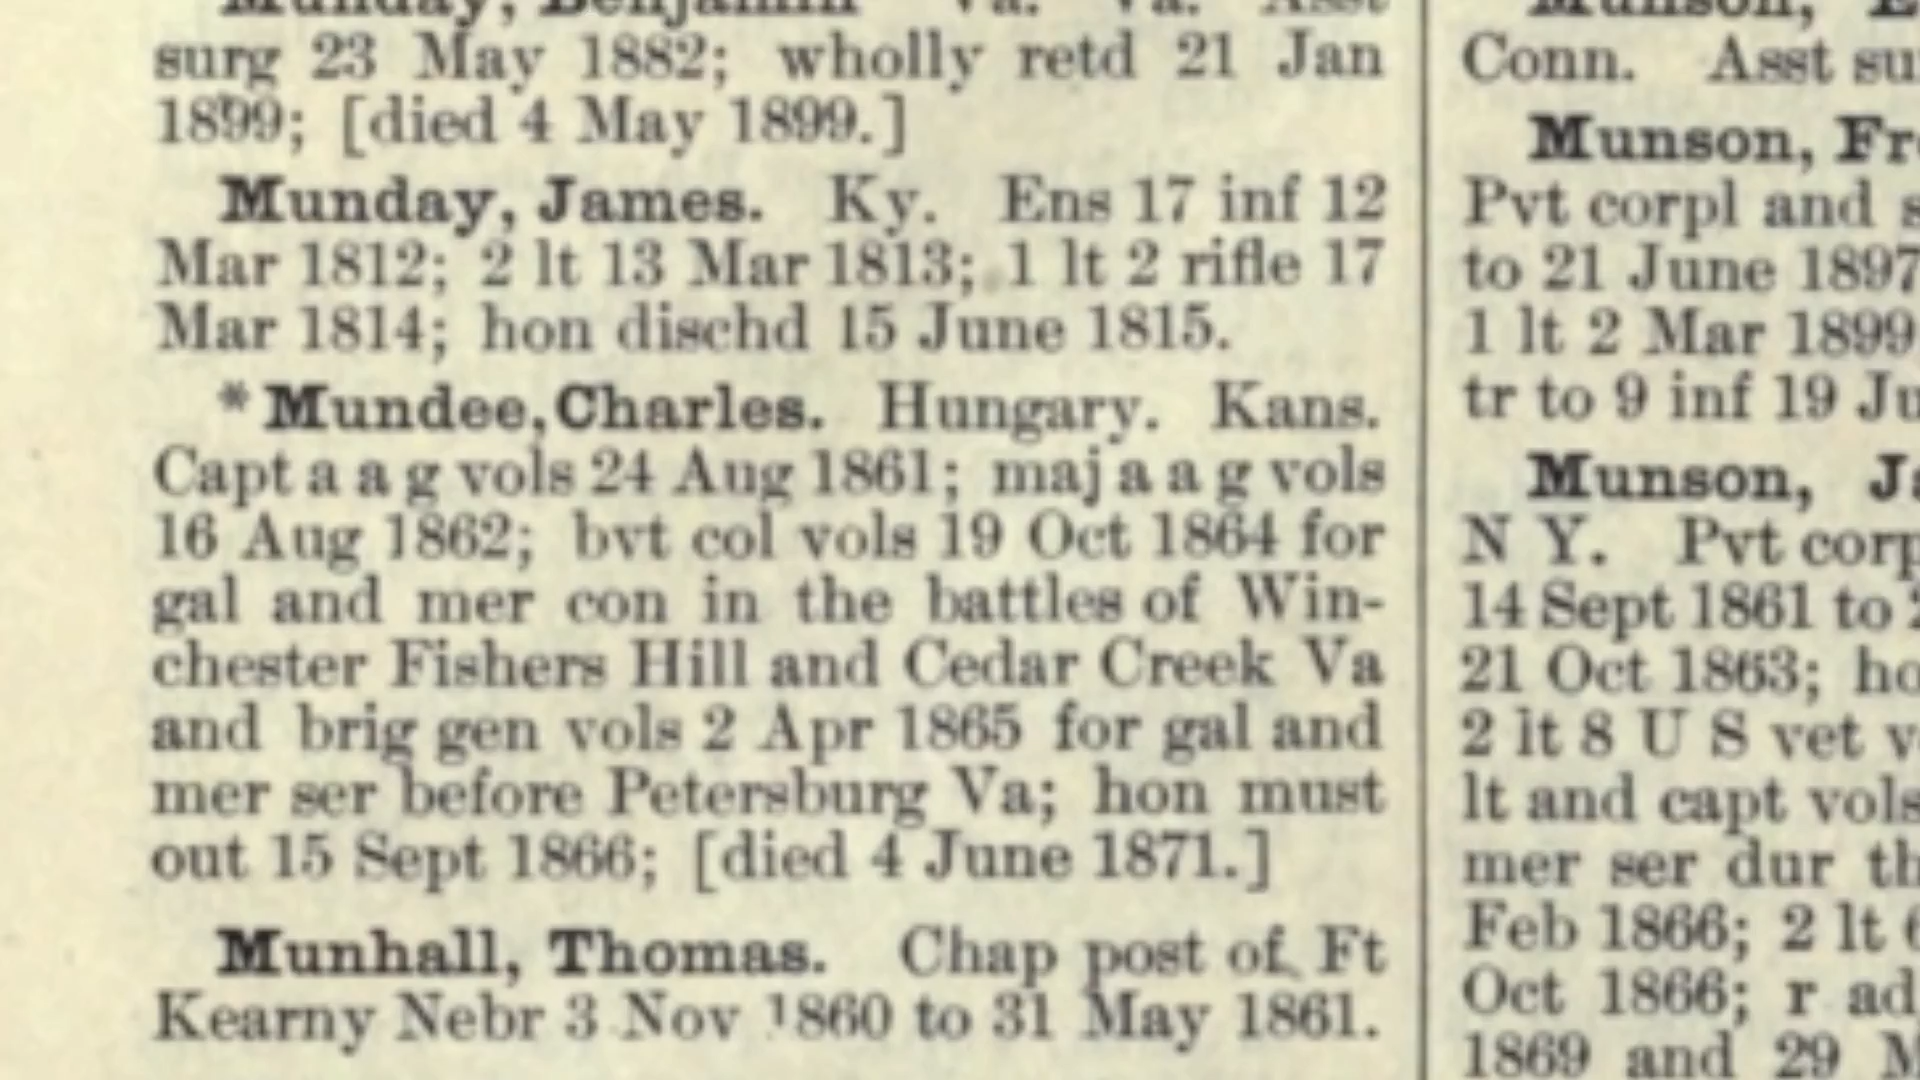 Munday, Benjamin Va. Va. Asst
surg 23 May 1882; wholly retd 21 Jan
1899; [died 4 May 1899.]
Munday, James. Ky. Ens 17 inf 12
Mar 1812; 2 lt 13 Mar 1813; 1 lt 2 rifle 17
Mar 1814; hon dischd 15 June 1815.
*Mundee, Charles. Hungary. Kans.
Capt a a g vols 24 Aug 1861; maj a a g vols
16 Aug 1862; bvt col vols 19 Oct 1864 for
gal and mer con in the battles of Win-
chester Fishers Hill and Cedar Creek Va
and brig gen vols 2 Apr 1865 for gal and
mer ser before Petersburg Va; hon must
out 15 Sept 1866; [died 4 June 1871.]
Munhall, Thomas. Chap post of Ft
Kearny Nebr 3 Nov 1860 to 31 May 1861.
Munson,
Conn. Asst
Munson,
Pvt corpl and
to 21 June 1897
1 lt 2 Mar 1899
tr to 9 inf 19
Munson,
N Y. Pvt
14 Sept 1861 to
21 Oct 1863;
2 lt 8 U S vet
lt and capt vols
mer ser dur
Feb 1866; 2 lt
Oct 1866; r
1869 and 29